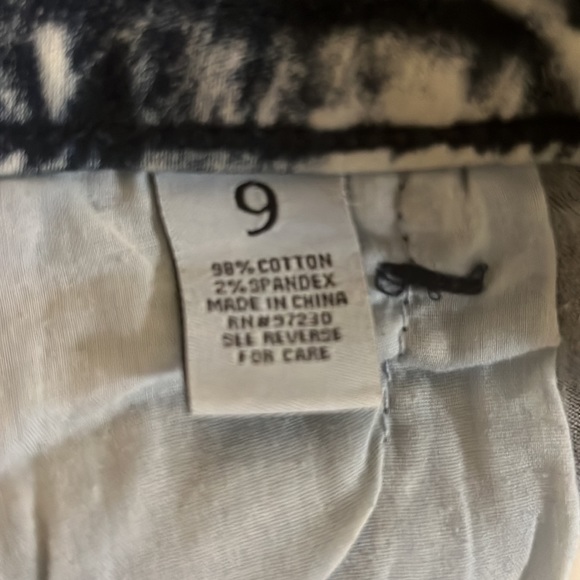 9
98% COTTON
2% SPANDEX
MADE IN CHINA
RN#97230
SEE REVERSE
FOR CARE